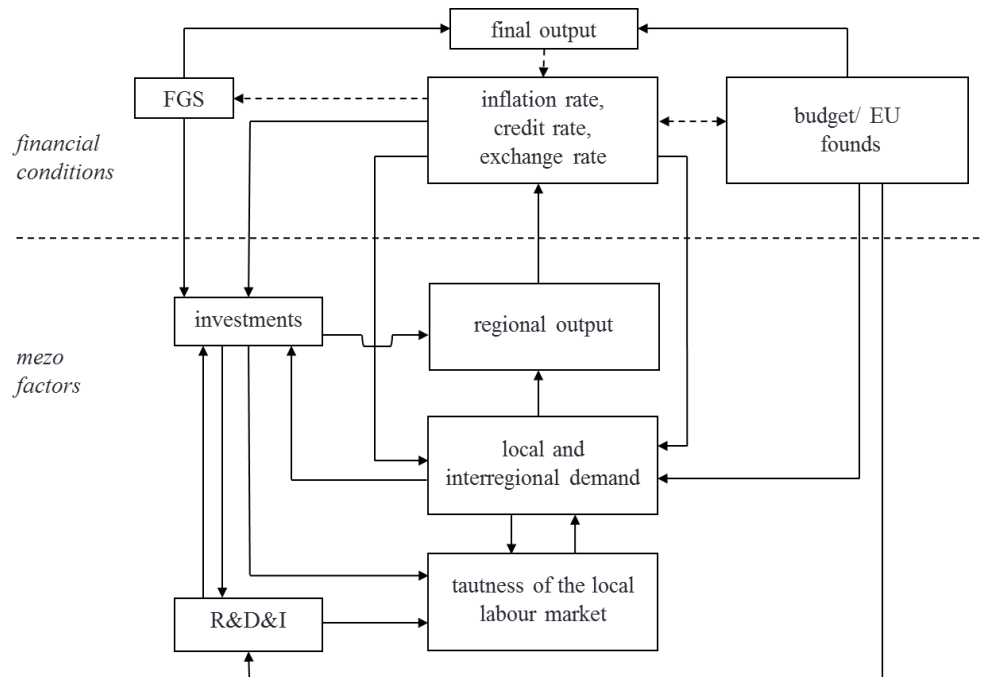 final output
FGS
inflation rate,
credit rate,
exchange rate
budget/ EU
founds
financial
conditions
investments
regional output
mezo
factors
local and
interregional demand
tautness of the local
labour market
R&D&I